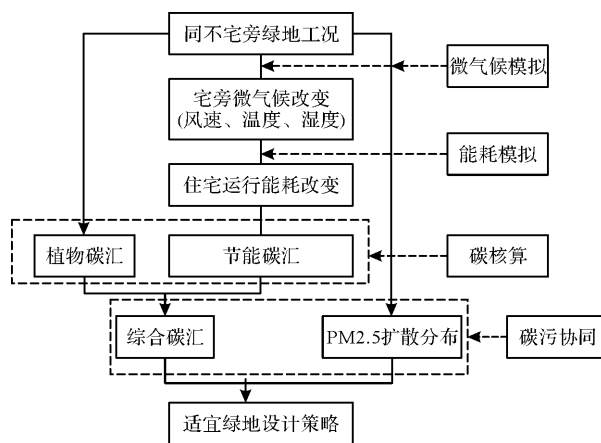 同不宅旁绿地工况
微气候模拟
宅旁微气候改变
(风速、温度、湿度)
能耗模拟
住宅运行能耗改变
植物碳汇
节能碳汇
碳核算
综合碳汇
PM2.5扩散分布
碳污协同
适宜绿地设计策略